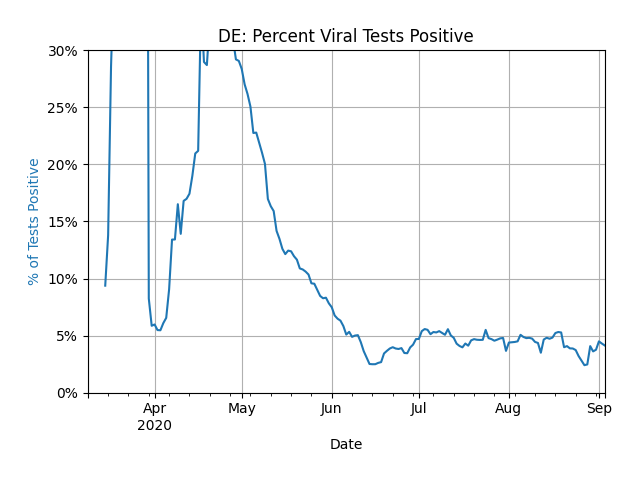 DE: Percent Viral Tests Positive
30%
25%
20%
15%
10%
5%
0%
% of Tests Positive
Apr
2020
May
Jun
Jul
Aug
Sep
Date